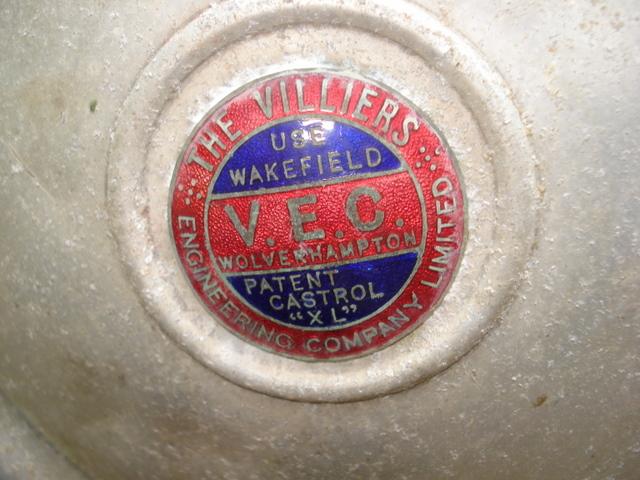 THE VILLIERS
USE
WAKEFIELD
V.E.C.
WOLVERHAMPTON
PATENT
CASTROL
"XL"
ENGINEERING COMPANY LIMITED